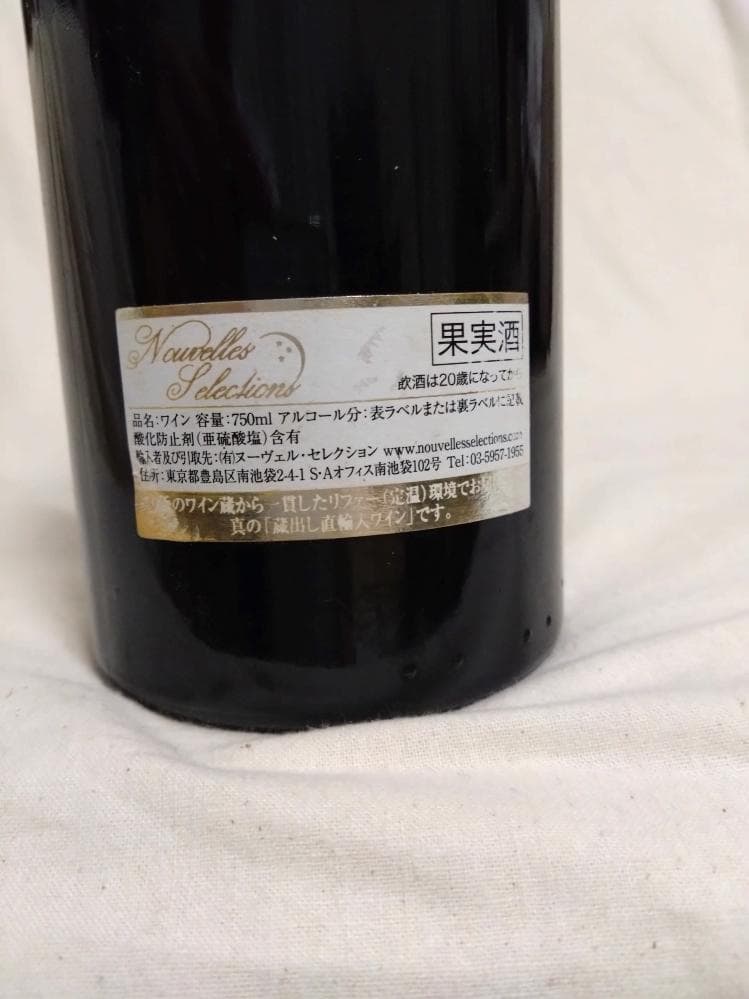 Nouvelles
Selections
果実酒
飲酒は20歳になってから
品名:ワイン 容量:750ml アルコール分:表ラベルまたは裏ラベルに記載
酸化防止剤(亜硫酸塩)含有
輸入者及び引取先:(有)ヌーヴェル・セレクション www.nouvellesselections.com
住所:東京都豊島区南池袋2-4-1 S・Aオフィス南池袋102号 Tel:03-5957-1955
のワイン蔵から一貫したリファー(定温)環境でお
真の「蔵出し直輸入ワイン」です。